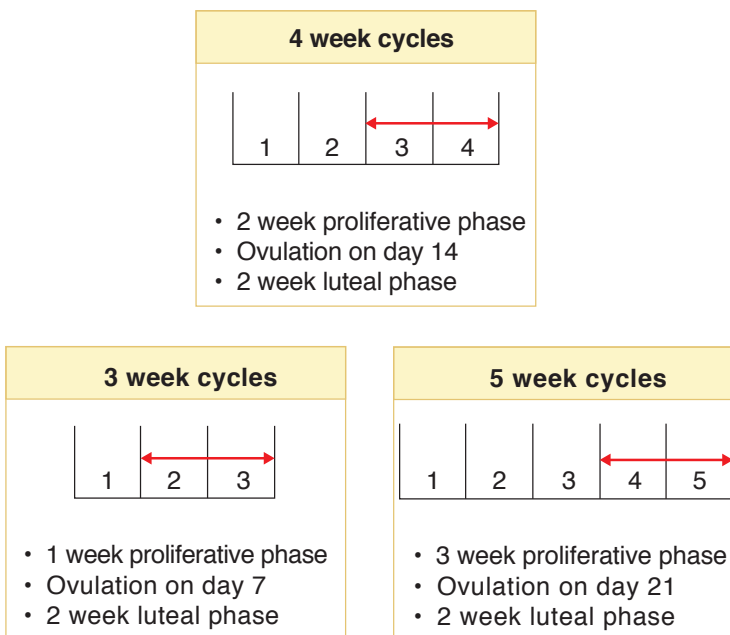 4 week cycles
1 2 3 4
• 2 week proliferative phase
• Ovulation on day 14
• 2 week luteal phase
3 week cycles
1 2 3
• 1 week proliferative phase
• Ovulation on day 7
• 2 week luteal phase
5 week cycles
1 2 3 4 5
• 3 week proliferative phase
• Ovulation on day 21
• 2 week luteal phase